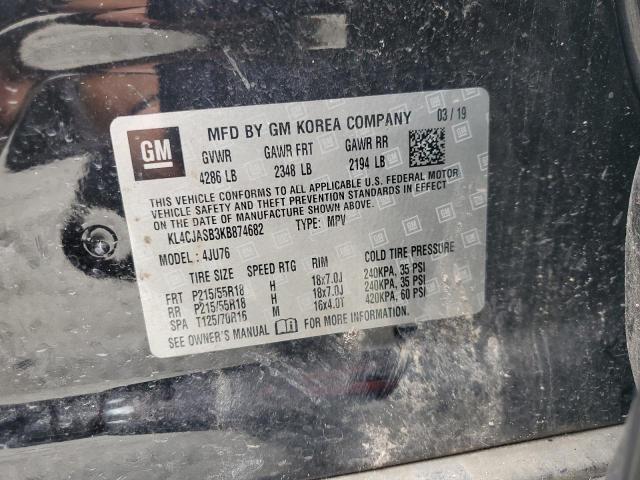 GM
MFD BY GM KOREA COMPANY 03/19
GVWR GAWR FRT GAWR RR
4286 LB 2348 LB 2194 LB
THIS VEHICLE CONFORMS TO ALL APPLICABLE U.S. FEDERAL MOTOR
VEHICLE SAFETY AND THEFT PREVENTION STANDARDS IN EFFECT
ON THE DATE OF MANUFACTURE SHOWN ABOVE.
KL4CJASB3KB874682 TYPE: MPV
MODEL: 4JU76
TIRE SIZE SPEED RTG RIM COLD TIRE PRESSURE
FRT P215/55R18 H 18x7.0J 240KPA, 35 PSI
RR P215/55R18 H 18x7.0J 240KPA, 35 PSI
SPA T125/70R16 M 16x4.0T 420KPA, 60 PSI
SEE OWNER'S MANUAL FOR MORE INFORMATION.